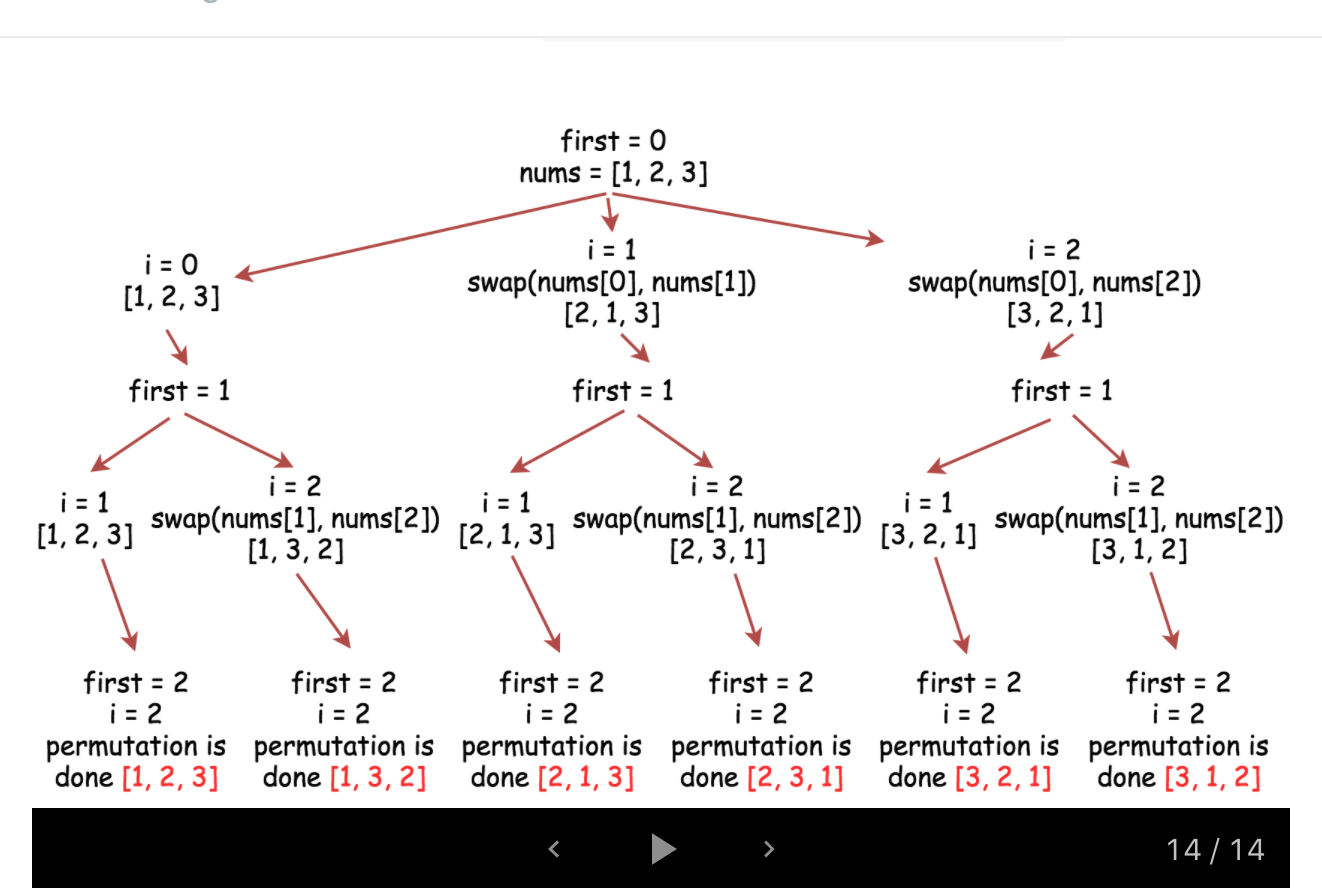 first = 0
nums = [1, 2, 3]
i = 0
[1, 2, 3]
i = 1
swap(nums[0], nums[1])
[2, 1, 3]
i = 2
swap(nums[0], nums[2])
[3, 2, 1]
first = 1
first = 1
first = 1
i = 1
[1, 2, 3]
i = 2
swap(nums[1], nums[2])
[1, 3, 2]
i = 1
[2, 1, 3]
i = 2
swap(nums[1], nums[2])
[2, 3, 1]
i = 1
[3, 2, 1]
i = 2
swap(nums[1], nums[2])
[3, 1, 2]
first = 2
i = 2
permutation is
done [1, 2, 3]
first = 2
i = 2
permutation is
done [1, 3, 2]
first = 2
i = 2
permutation is
done [2, 1, 3]
first = 2
i = 2
permutation is
done [2, 3, 1]
first = 2
i = 2
permutation is
done [3, 2, 1]
first = 2
i = 2
permutation is
done [3, 1, 2]
14 / 14